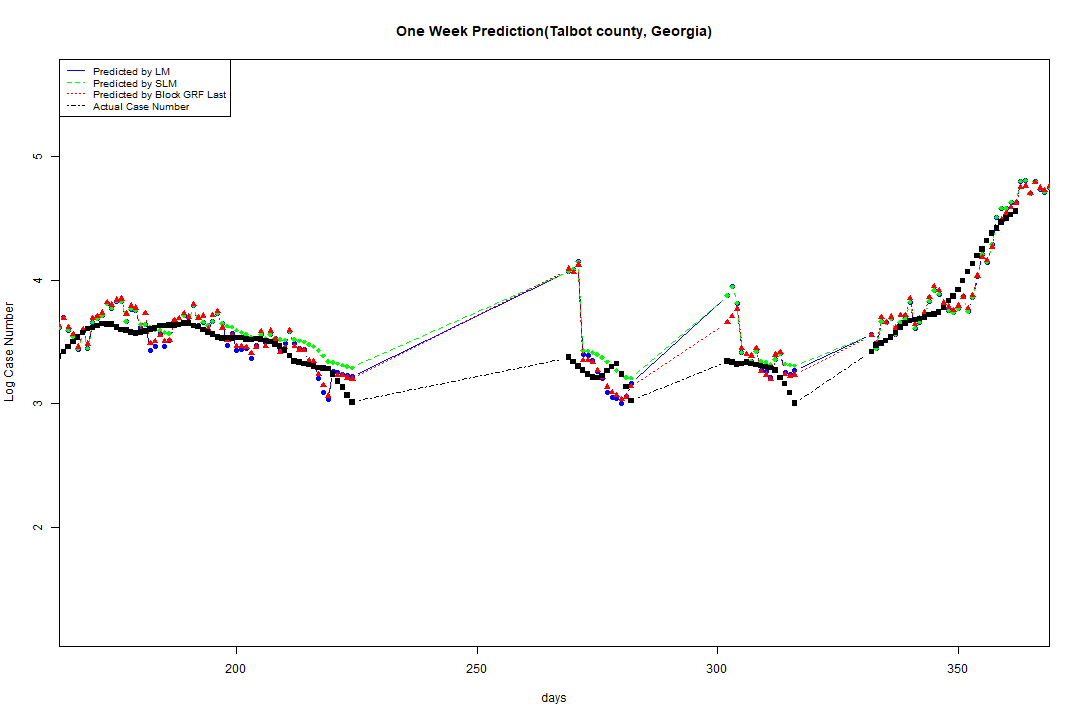 One Week Prediction(Talbot county, Georgia)
Predicted by LM
Predicted by SLM
Predicted by Block GRF Last
Actual Case Number
5
4
3
2
Log Case Number
200
250
300
350
days